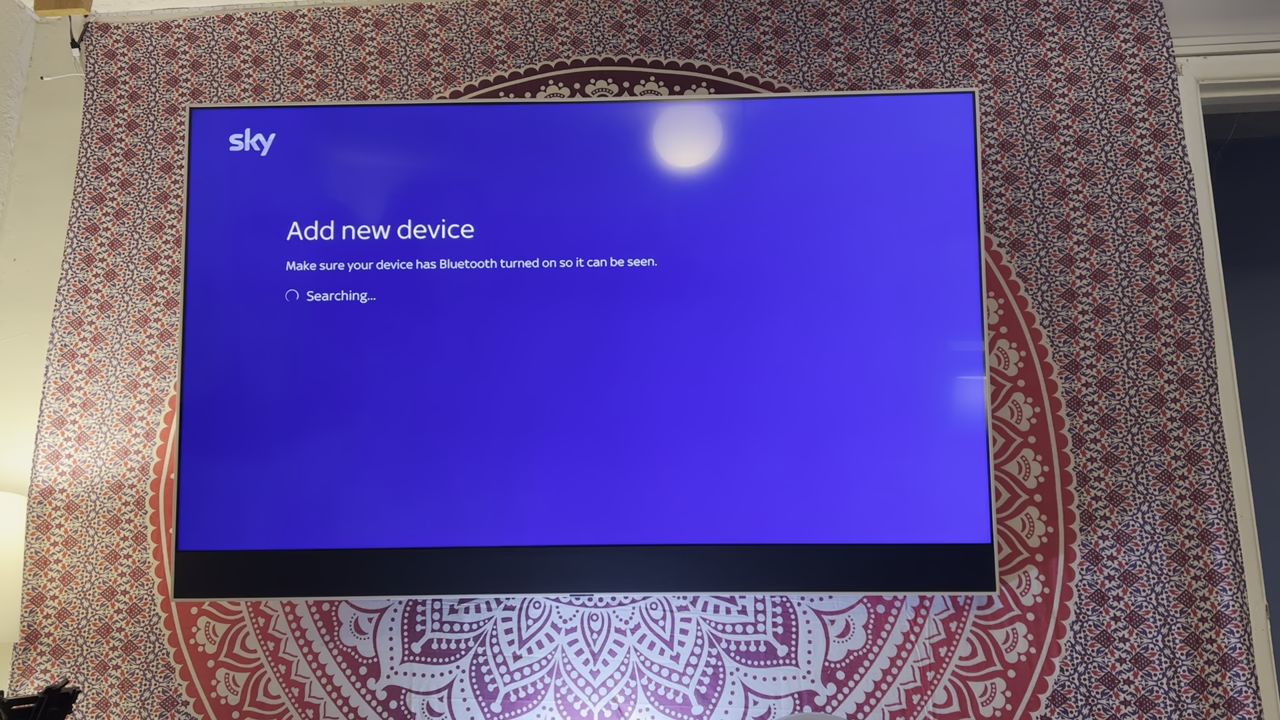 sky
Add new device
Make sure your device has Bluetooth turned on so it can be seen.
Searching...